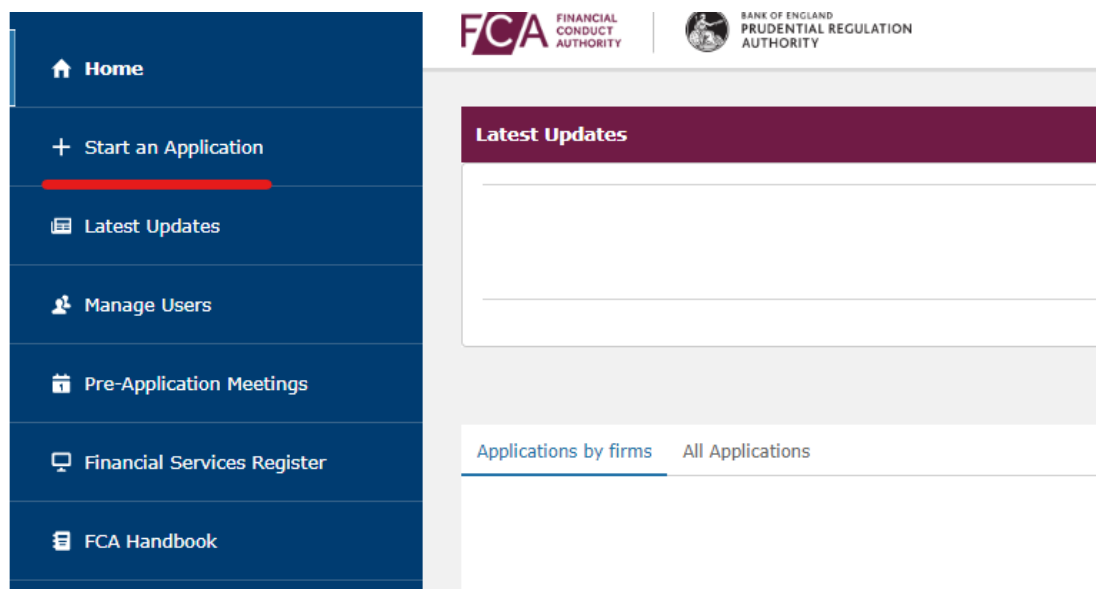 Home
Start an Application
Latest Updates
Manage Users
1
Pre-Application Meetings
Financial Services Register
FCA Handbook
FCA
FINANCIAL
CONDUCT
AUTHORITY
BANK OF ENGLAND
PRUDENTIAL REGULATION
AUTHORITY
Latest Updates
Applications by firms
All Applications